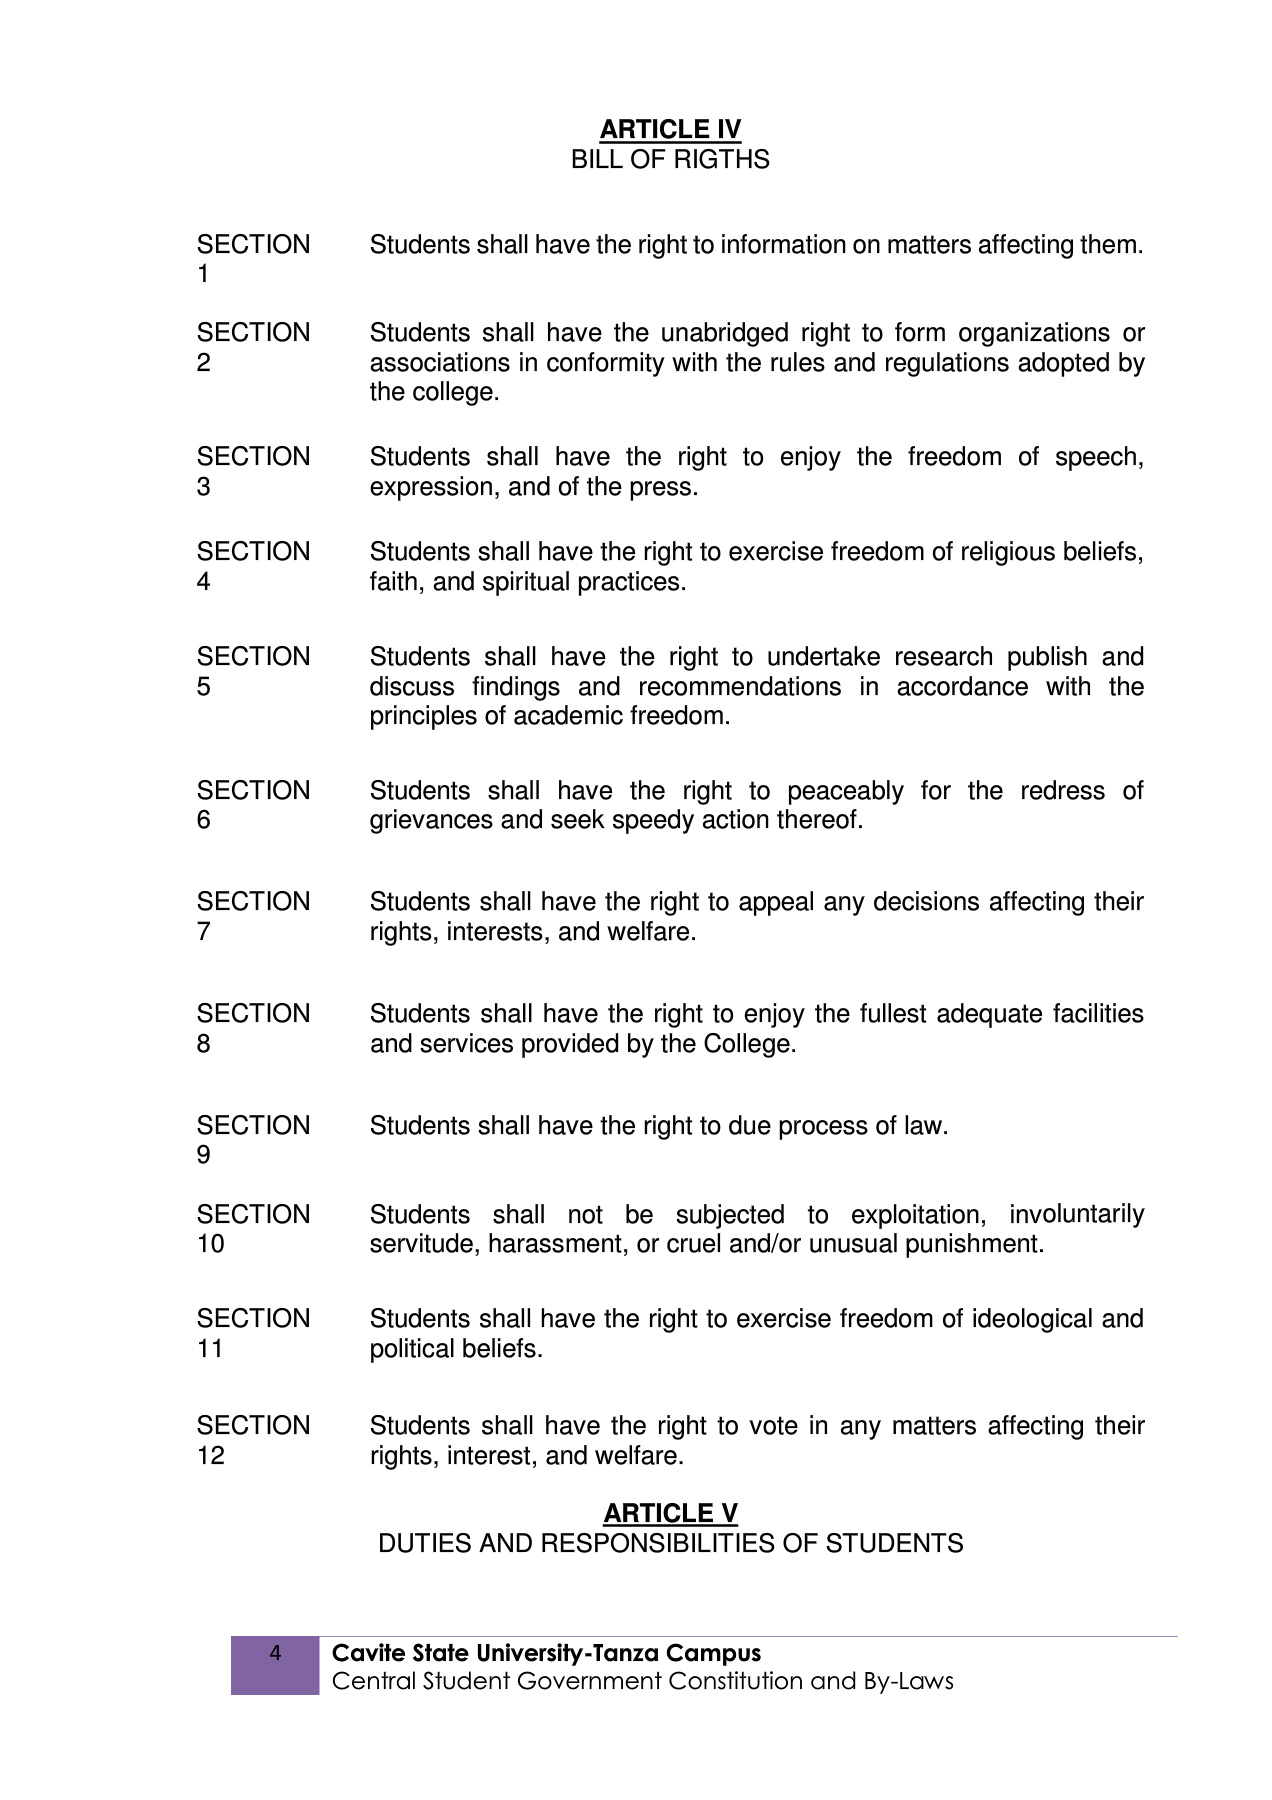 ARTICLE IV
BILL OF RIGTHS
SECTION Students shall have the right to information on matters affecting them.
1
SECTION Students shall have the unabridged right to form organizations or
2 associations in conformity with the rules and regulations adopted by
the college.
SECTION Students shall have the right to enjoy the freedom of speech,
3 expression, and of the press.
SECTION Students shall have the right to exercise freedom of religious beliefs,
4 faith, and spiritual practices.
SECTION Students shall have the right to undertake research publish and
5 discuss findings and recommendations in accordance with the
principles of academic freedom.
SECTION Students shall have the right to peaceably for the redress of
6 grievances and seek speedy action thereof.
SECTION Students shall have the right to appeal any decisions affecting their
7 rights, interests, and welfare.
SECTION Students shall have the right to enjoy the fullest adequate facilities
8 and services provided by the College.
SECTION Students shall have the right to due process of law.
9
SECTION Students shall not be subjected to exploitation, involuntarily
10 servitude, harassment, or cruel and/or unusual punishment.
SECTION Students shall have the right to exercise freedom of ideological and
11 political beliefs.
SECTION Students shall have the right to vote in any matters affecting their
12 rights, interest, and welfare.
ARTICLE V
DUTIES AND RESPONSIBILITIES OF STUDENTS
4 Cavite State University-Tanza Campus
Central Student Government Constitution and By-Laws